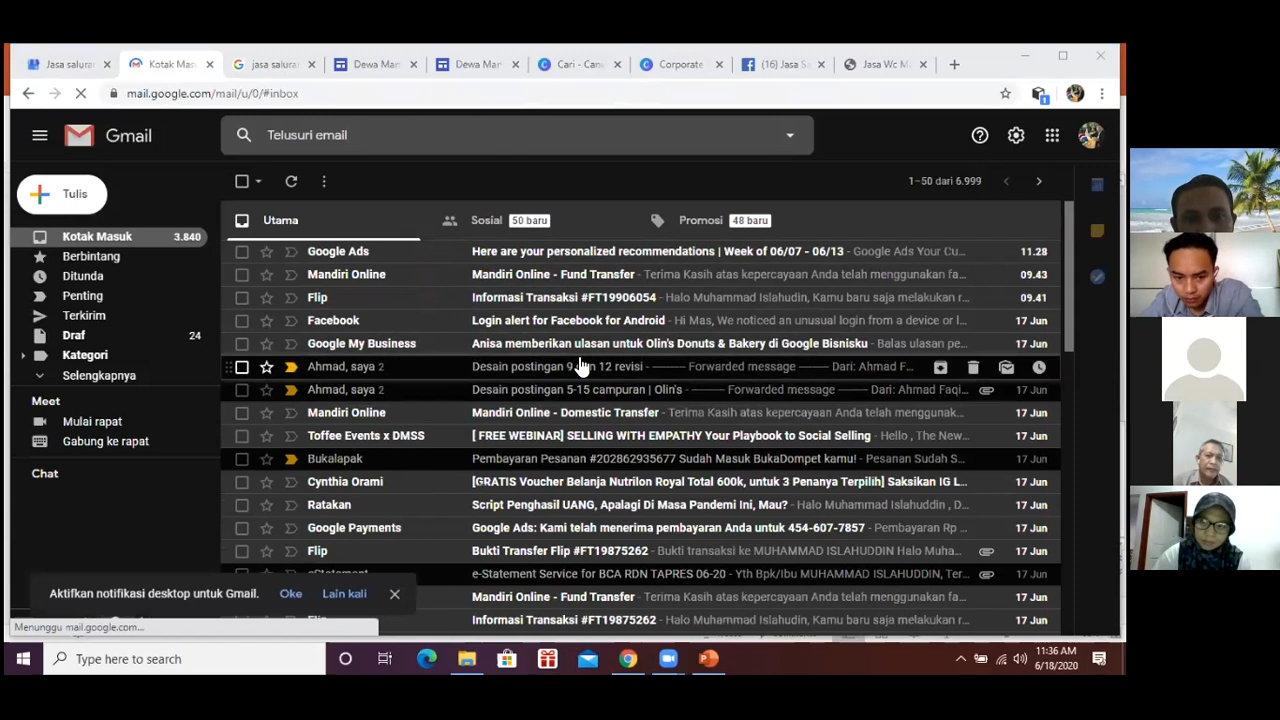 Jasa salura
Kotak Mas
jasa salura
Dewa Man
Dewa Man
Cari - Can
Corporate
(16) Jasa S
Jasa Wc M
mail.google.com/mail/u/0/#inbox
Gmail
Telusuri email
Tulis
1–50 dari 6.999
Utama
Sosial 50 baru
Promosi 48 baru
Kotak Masuk 3.840
Berbintang
Ditunda
Penting
Terkirim
Draf 24
Kategori
Selengkapnya
Meet
Mulai rapat
Gabung ke rapat
Chat
Google Ads Here are your personalized recommendations | Week of 06/07 - 06/13 - Google Ads Your Cu... 11.28
Mandiri Online Mandiri Online - Fund Transfer - Terima Kasih atas kepercayaan Anda telah menggunakan fa... 09.43
Flip Informasi Transaksi #FT19906054 - Halo Muhammad Islahudin, Kamu baru saja melakukan r... 09.41
Facebook Login alert for Facebook for Android - Hi Mas, We noticed an unusual login from a device or l... 17 Jun
Google My Business Anisa memberikan ulasan untuk Olin's Donuts & Bakery di Google Bisnisku - Balas ulasan pe... 17 Jun
Ahmad, saya 2 Desain postingan 9 12 revisi - ——— Forwarded message ——— Dari: Ahmad F...
Ahmad, saya 2 Desain postingan 5-15 campuran | Olin's - ——— Forwarded message ——— Dari: Ahmad Faqi... 17 Jun
Mandiri Online Mandiri Online - Domestic Transfer - Terima Kasih atas kepercayaan Anda telah menggunak... 17 Jun
Toffee Events x DMSS [ FREE WEBINAR] SELLING WITH EMPATHY Your Playbook to Social Selling - Hello , The New... 17 Jun
Bukalapak Pembayaran Pesanan #202862935677 Sudah Masuk BukaDompet kamu! - Pesanan Sudah S... 17 Jun
Cynthia Orami [GRATIS Voucher Belanja Nutrilon Royal Total 600k, untuk 3 Penanya Terpilih] Saksikan IG L... 17 Jun
Ratakan Script Penghasil UANG, Apalagi Di Masa Pandemi Ini, Mau? - Halo Muhammad Islahuddin , D... 17 Jun
Google Payments Google Ads: Kami telah menerima pembayaran Anda untuk 454-607-7857 - Pembayaran Rp ... 17 Jun
Flip Bukti Transfer Flip #FT19875262 - Bukti transaksi ke MUHAMMAD ISLAHUDDIN Halo Muha... 17 Jun
e-Statement Service for BCA RDN TAPRES 06-20 - Yth Bpk/Ibu MUHAMMAD ISLAHUDDIN, Ter... 17 Jun
Mandiri Online - Fund Transfer - Terima Kasih atas kepercayaan Anda telah menggunakan fa... 17 Jun
Informasi Transaksi #FT19875262 - Halo Muhammad Islahudin, Kamu baru saja melakukan r... 17 Jun
Aktifkan notifikasi desktop untuk Gmail. Oke Lain kali
Menunggu mail.google.com...
Type here to search
11:36 AM
6/18/2020